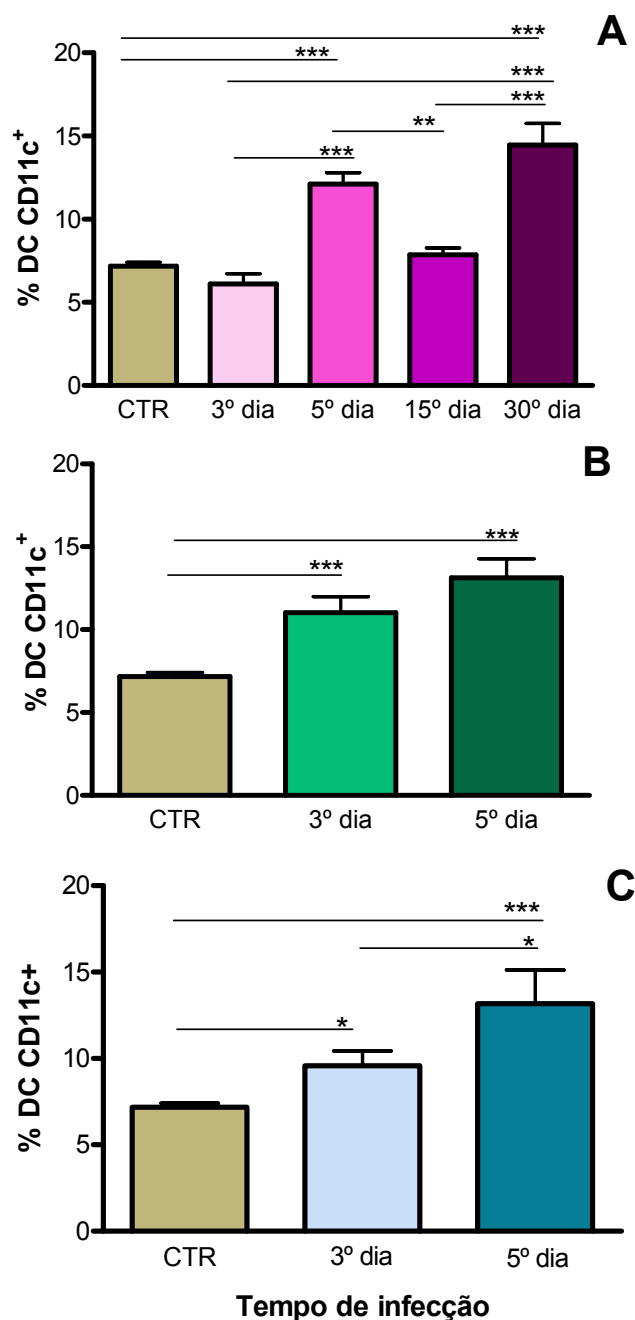 A
% DC CD11c⁺
20
15
10
5
0
***
***
***
***
**
***
CTR 3º dia 5º dia 15º dia 30º dia
B
% DC CD11c⁺
20
15
10
5
0
***
***
CTR 3º dia 5º dia
C
% DC CD11c+
20
15
10
5
0
***
*
*
CTR 3º dia 5º dia
Tempo de infecção